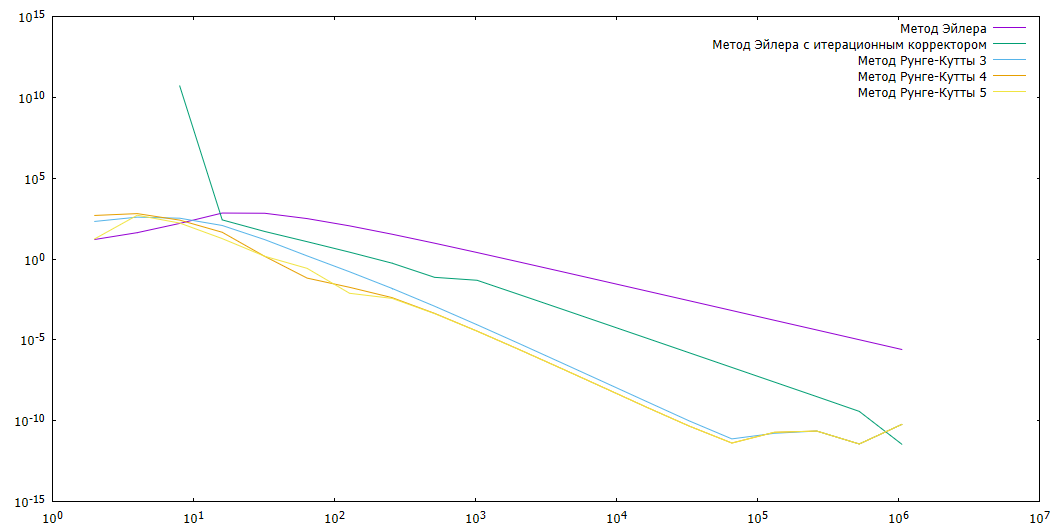 10^15
10^10
10^5
10^0
10^-5
10^-10
10^-15
Метод Эйлера
Метод Эйлера с итерационным корректором
Метод Рунге-Кутты 3
Метод Рунге-Кутты 4
Метод Рунге-Кутты 5
10^0 10^1 10^2 10^3 10^4 10^5 10^6 10^7